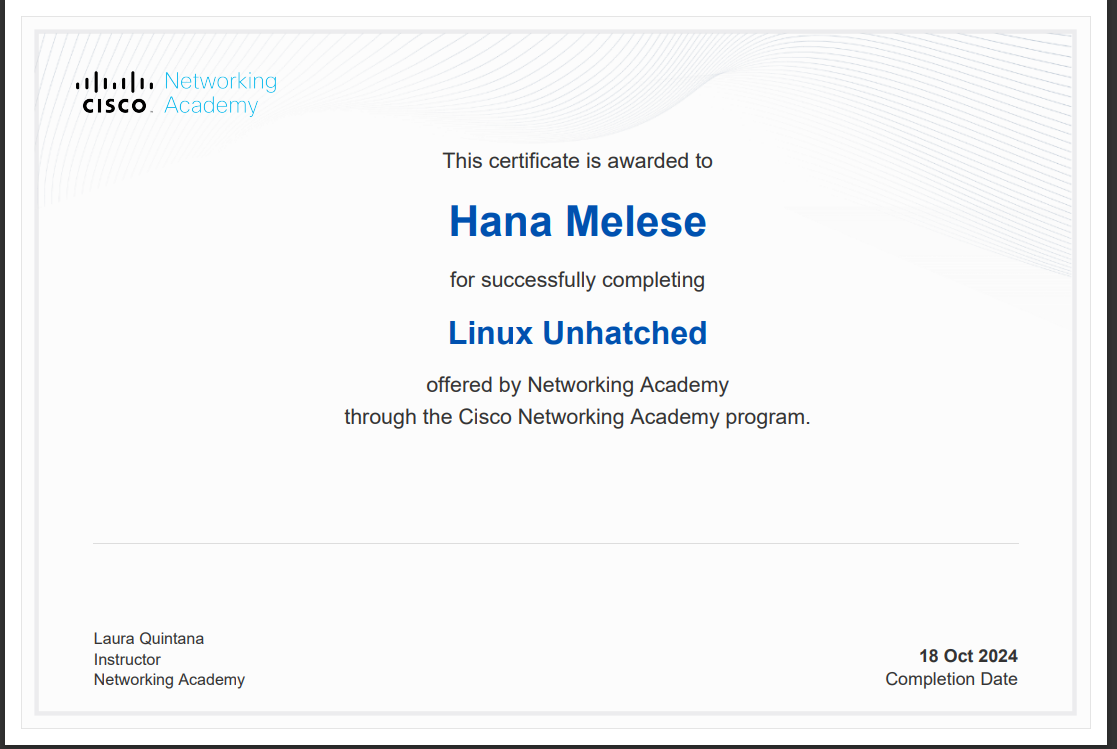 Networking
CISCO Academy
This certificate is awarded to
Hana Melese
for successfully completing
Linux Unhatched
offered by Networking Academy
through the Cisco Networking Academy program.
Laura Quintana
Instructor
Networking Academy
18 Oct 2024
Completion Date